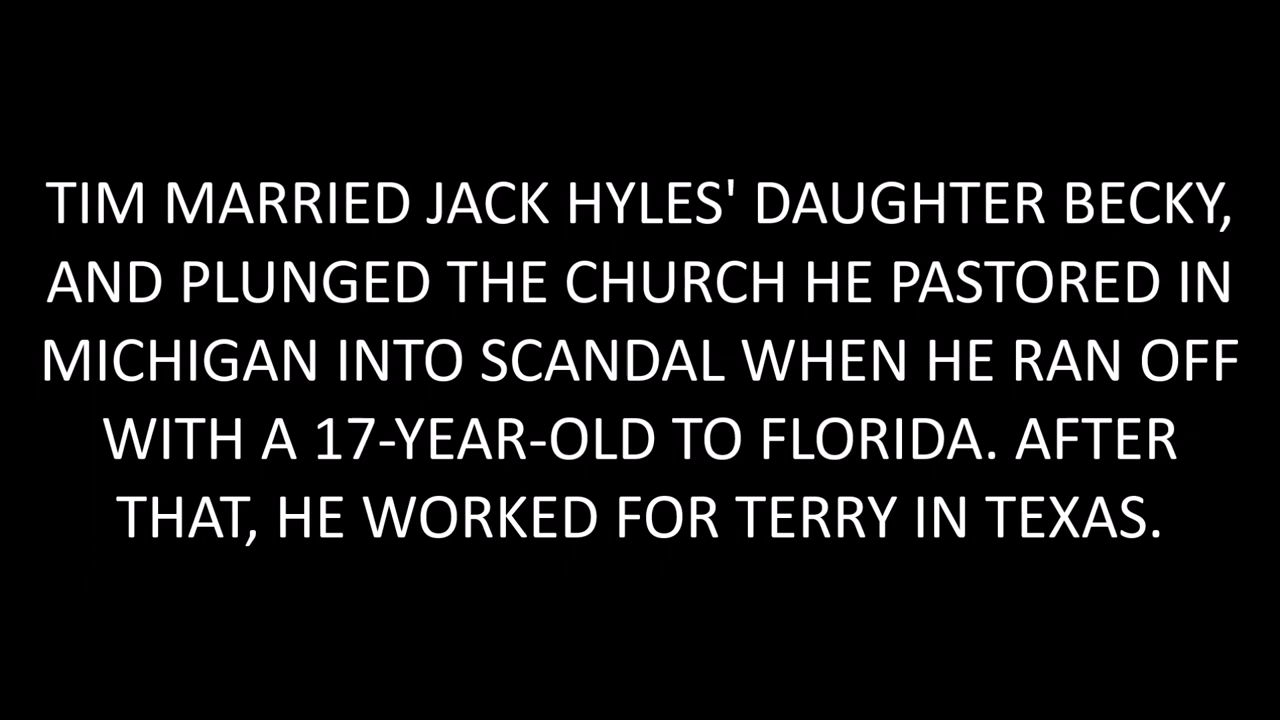 TIM MARRIED JACK HYLES' DAUGHTER BECKY,
AND PLUNGED THE CHURCH HE PASTORED IN
MICHIGAN INTO SCANDAL WHEN HE RAN OFF
WITH A 17-YEAR-OLD TO FLORIDA. AFTER
THAT, HE WORKED FOR TERRY IN TEXAS.